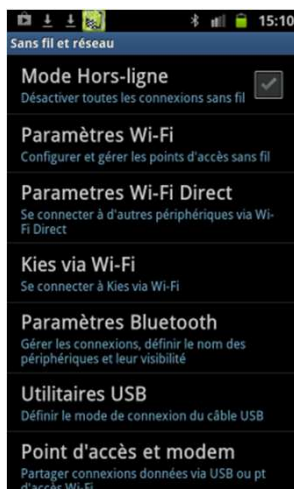 15:10
Sans fil et réseau
Mode Hors-ligne
Désactiver toutes les connexions sans fil
Paramètres Wi-Fi
Configurer et gérer les points d'accès sans fil
Parametres Wi-Fi Direct
Se connecter à d'autres périphériques via Wi-
Fi Direct
Kies via Wi-Fi
Se connecter à Kies via Wi-Fi
Paramètres Bluetooth
Gérer les connexions, définir le nom des
périphériques et leur visibilité
Utilitaires USB
Définir le mode de connexion du câble USB
Point d'accès et modem
Partager connexions données via USB ou pt
d'accès Wi-Fi